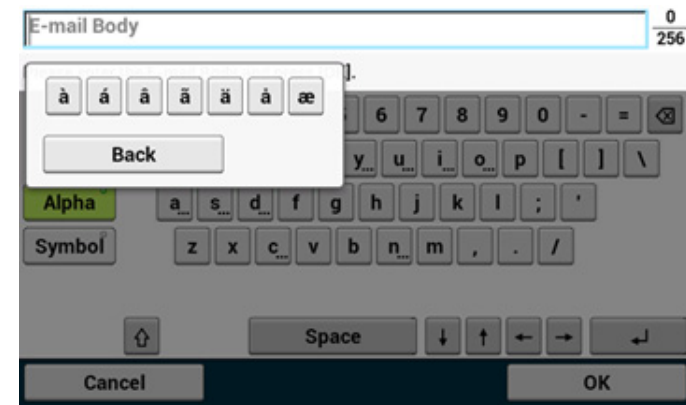 E-mail Body
0
256
].
à á â ã ä å æ
6 7 8 9 0 - =
Back
y... u... i... o... p [ ] \
Alpha a... s... d... f g h j k l ; '
Symbol z x c... v b n... m , . /
Space ↓ ↑ ← →
Cancel OK